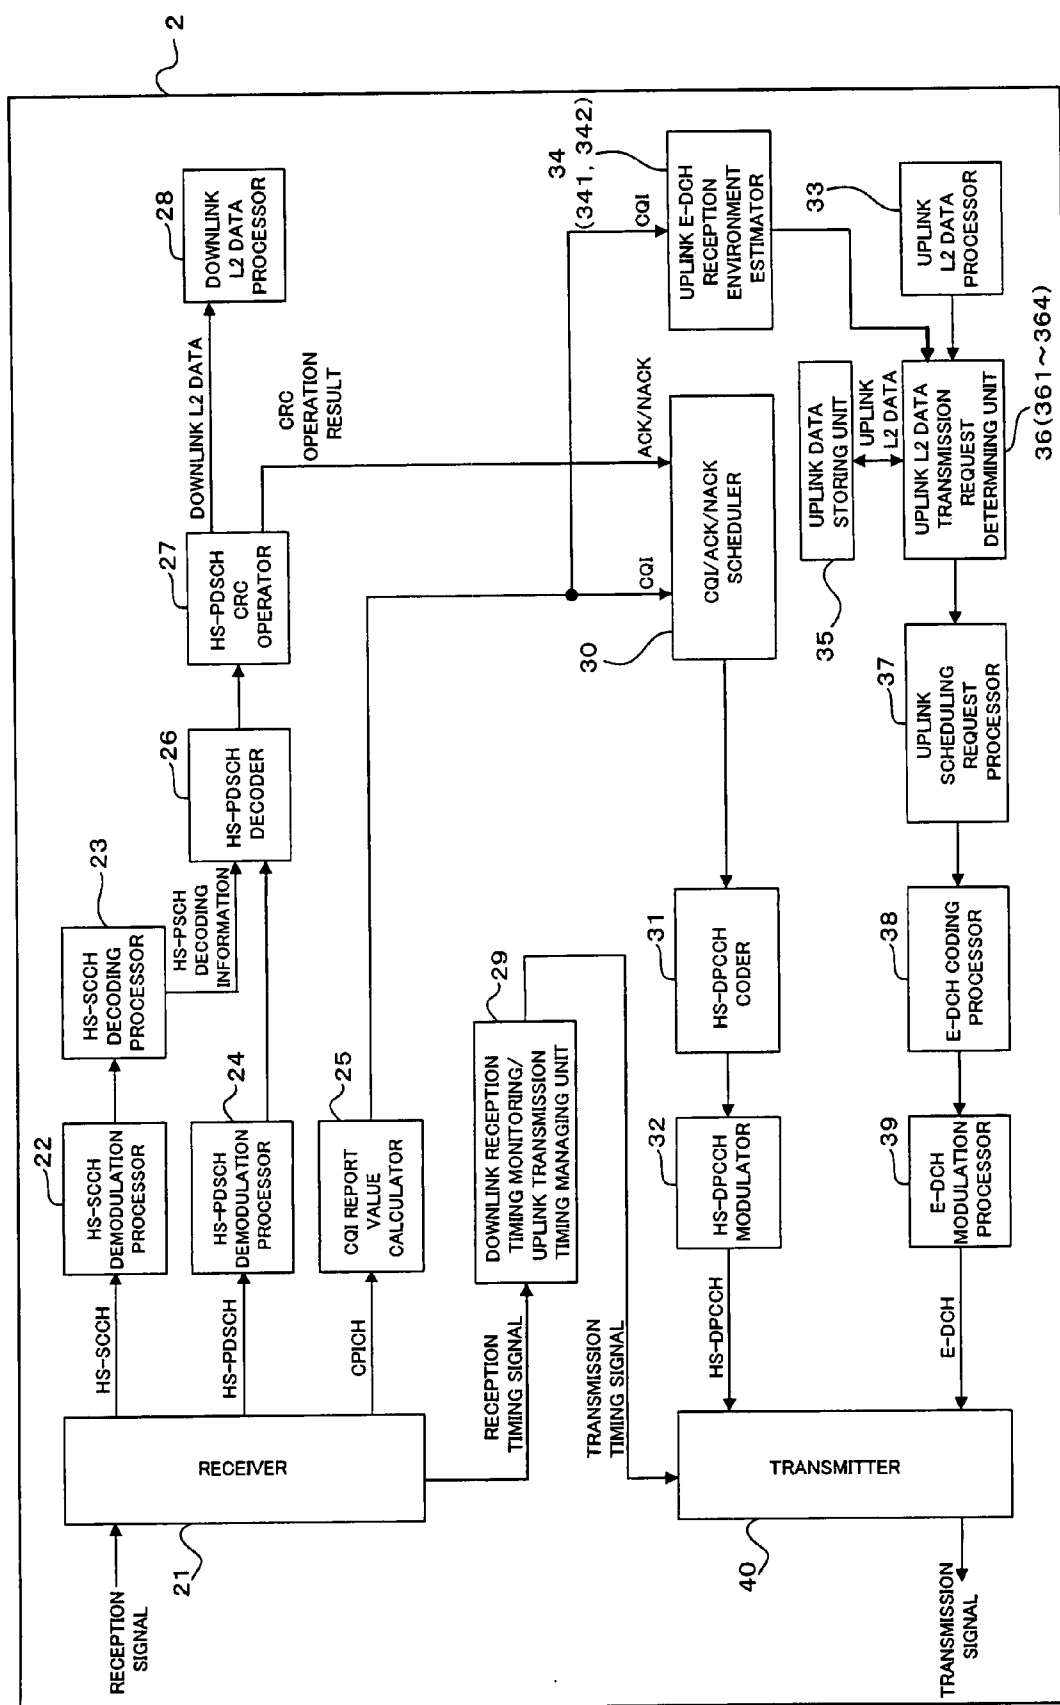 2
RECEPTION
SIGNAL
RECEIVER
21
HS-SCCH
HS-SCCH
DEMODULATION
PROCESSOR
22
HS-SCCH
DECODING
PROCESSOR
23
HS-PSCH
DECODING
INFORMATION
HS-PDSCH
HS-PDSCH
DEMODULATION
PROCESSOR
24
HS-PDSCH
DECODER
26
HS-PDSCH
CRC
OPERATOR
27
DOWNLINK L2 DATA
DOWNLINK
L2 DATA
PROCESSOR
28
CRC
OPERATION
RESULT
CPICH
CQI REPORT
VALUE
CALCULATOR
25
RECEPTION
TIMING SIGNAL
DOWNLINK RECEPTION
TIMING MONITORING/
UPLINK TRANSMISSION
TIMING MANAGING UNIT
29
TRANSMISSION
TIMING SIGNAL
CQI
ACK/NACK
CQI/ACK/NACK
SCHEDULER
30
CQI
34
(341, 342)
UPLINK E-DCH
RECEPTION
ENVIRONMENT
ESTIMATOR
HS-DPCCH
CODER
31
HS-DPCCH
MODULATOR
32
HS-DPCCH
UPLINK
L2 DATA
PROCESSOR
33
UPLINK DATA
STORING UNIT
35
UPLINK
L2 DATA
UPLINK L2 DATA
TRANSMISSION
REQUEST
DETERMINING UNIT
36(361~364)
UPLINK
SCHEDULING
REQUEST
PROCESSOR
37
E-DCH CODING
PROCESSOR
38
E-DCH
MODULATION
PROCESSOR
39
E-DCH
TRANSMITTER
40
TRANSMISSION
SIGNAL